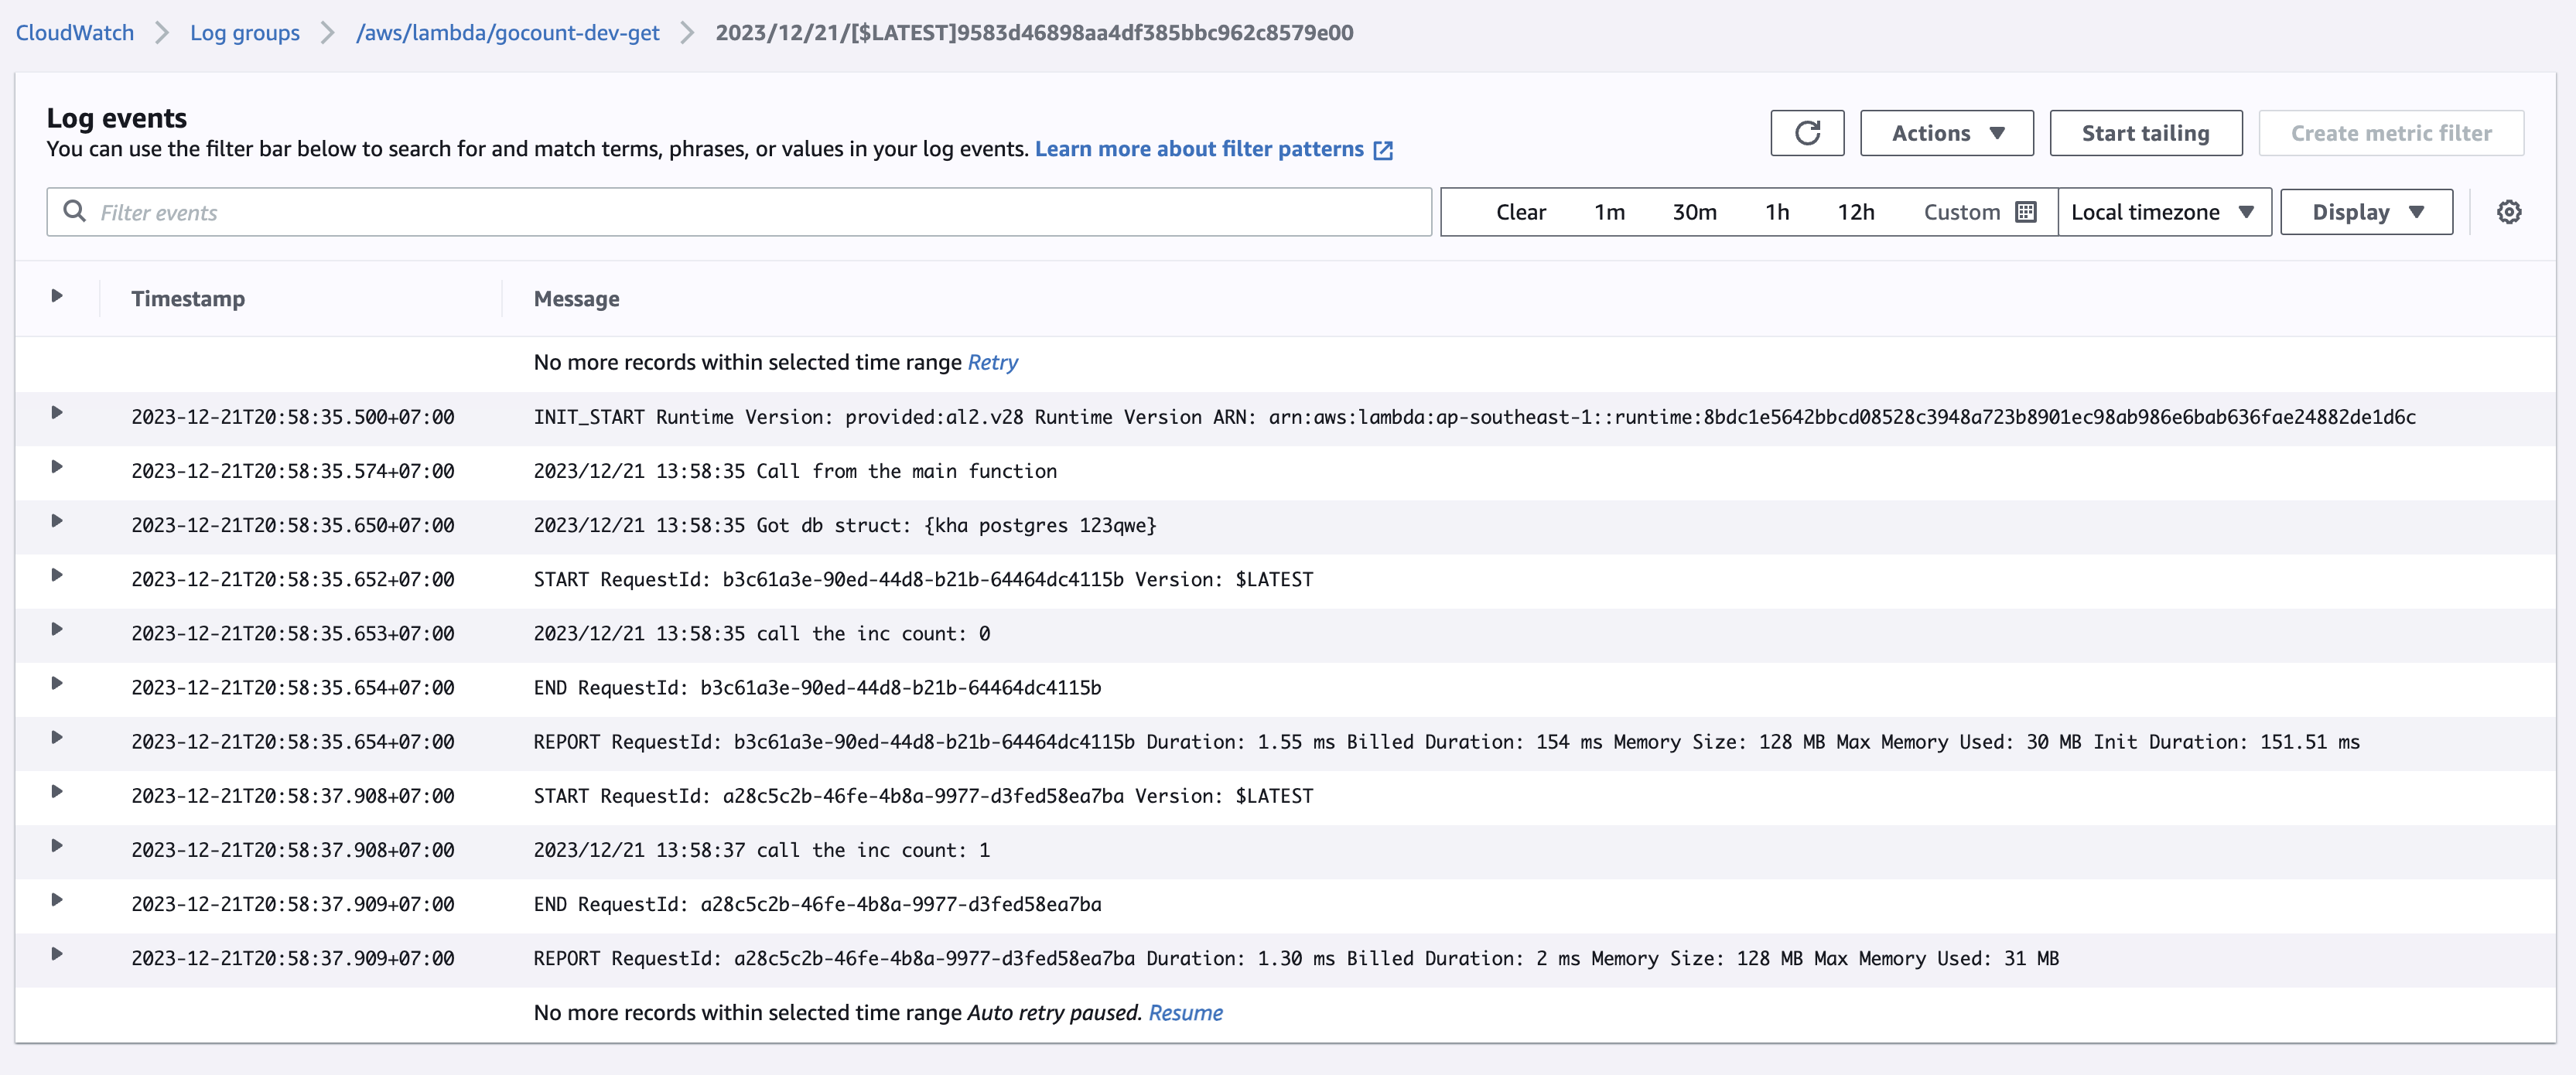 CloudWatch > Log groups > /aws/lambda/gocount-dev-get > 2023/12/21/[$LATEST]9583d46898aa4df385bbc962c8579e00
Log events
You can use the filter bar below to search for and match terms, phrases, or values in your log events. Learn more about filter patterns
Actions Start tailing Create metric filter
Filter events Clear 1m 30m 1h 12h Custom Local timezone Display
Timestamp Message
No more records within selected time range Retry
2023-12-21T20:58:35.500+07:00 INIT_START Runtime Version: provided:al2.v28 Runtime Version ARN: arn:aws:lambda:ap-southeast-1::runtime:8bdc1e5642bbcd08528c3948a723b8901ec98ab986e6bab636fae24882de1d6c
2023-12-21T20:58:35.574+07:00 2023/12/21 13:58:35 Call from the main function
2023-12-21T20:58:35.650+07:00 2023/12/21 13:58:35 Got db struct: {kha postgres 123qwe}
2023-12-21T20:58:35.652+07:00 START RequestId: b3c61a3e-90ed-44d8-b21b-64464dc4115b Version: $LATEST
2023-12-21T20:58:35.653+07:00 2023/12/21 13:58:35 call the inc count: 0
2023-12-21T20:58:35.654+07:00 END RequestId: b3c61a3e-90ed-44d8-b21b-64464dc4115b
2023-12-21T20:58:35.654+07:00 REPORT RequestId: b3c61a3e-90ed-44d8-b21b-64464dc4115b Duration: 1.55 ms Billed Duration: 154 ms Memory Size: 128 MB Max Memory Used: 30 MB Init Duration: 151.51 ms
2023-12-21T20:58:37.908+07:00 START RequestId: a28c5c2b-46fe-4b8a-9977-d3fed58ea7ba Version: $LATEST
2023-12-21T20:58:37.908+07:00 2023/12/21 13:58:37 call the inc count: 1
2023-12-21T20:58:37.909+07:00 END RequestId: a28c5c2b-46fe-4b8a-9977-d3fed58ea7ba
2023-12-21T20:58:37.909+07:00 REPORT RequestId: a28c5c2b-46fe-4b8a-9977-d3fed58ea7ba Duration: 1.30 ms Billed Duration: 2 ms Memory Size: 128 MB Max Memory Used: 31 MB
No more records within selected time range Auto retry paused. Resume